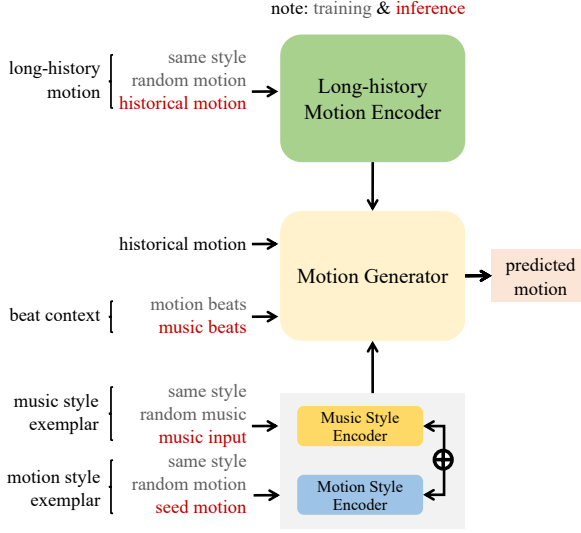 note: training & inference
long-history
motion
same style
random motion
historical motion
Long-history
Motion Encoder
historical motion
Motion Generator
predicted
motion
beat context
motion beats
music beats
music style
exemplar
same style
random music
music input
Music Style
Encoder
motion style
exemplar
same style
random motion
seed motion
Motion Style
Encoder